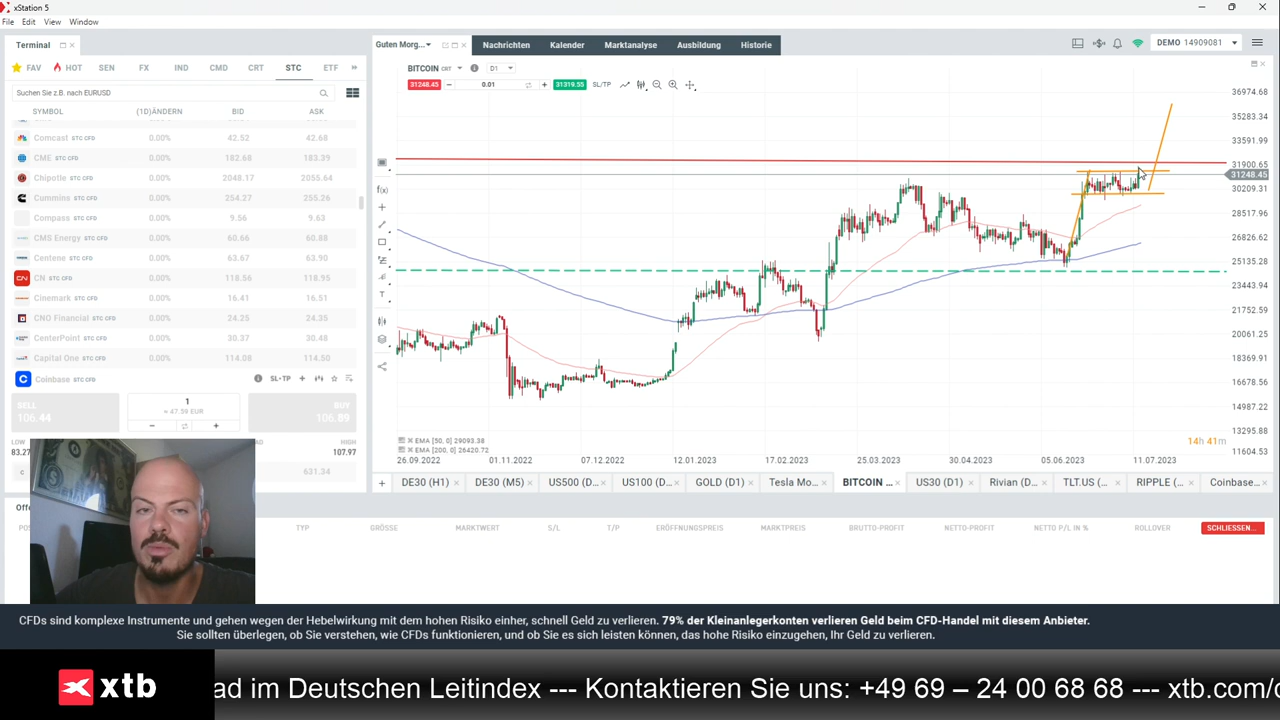 xStation 5
File Edit View Window
Terminal
Guten Morg...
Nachrichten Kalender Marktanalyse Ausbildung Historie
DEMO 14909081
FAV HOT SEN FX IND CMD CRT STC ETF
BITCOIN CRT D1
31248.45 0.01 31319.55 SL/TP
Suchen Sie z.B. nach EURUSD
SYMBOL (1D)ÄNDERN BID ASK
Comcast STC CFD 0.00% 42.52 42.68
CME STC CFD 0.00% 182.68 183.39
Chipotle STC CFD 0.00% 2048.17 2055.64
Cummins STC CFD 0.00% 254.27 255.26
Compass STC CFD 0.00% 9.56 9.63
CMS Energy STC CFD 0.00% 60.66 60.88
Centene STC CFD 0.00% 63.67 63.90
CN STC CFD 0.00% 118.56 118.95
Cinemark STC CFD 0.00% 16.41 16.51
CNO Financial STC CFD 0.00% 24.25 24.35
CenterPoint STC CFD 0.00% 30.37 30.48
Capital One STC CFD 0.00% 114.08 114.50
Coinbase STC CFD SL•TP
SELL 1 BUY
106.44 ≈ 47.59 EUR 106.89
LOW HIGH
83.27 107.97
631.34
36974.68
35283.34
33591.99
31900.65
31248.45
30209.31
28517.96
26826.62
25135.28
23443.94
21752.59
20061.25
18369.91
16678.56
14987.22
13295.88
11604.53
14h 41m
EMA [50, 0] 29093.38
EMA [200, 0] 26420.72
26.09.2022 01.11.2022 07.12.2022 12.01.2023 17.02.2023 25.03.2023 30.04.2023 05.06.2023 11.07.2023
DE30 (H1) DE30 (M5) US500 (D... US100 (D... GOLD (D1) Tesla Mo... BITCOIN ... US30 (D1) Rivian (D... TLT.US (... RIPPLE (... Coinbase...
TYP GRÖSSE MARKTWERT S/L T/P ERÖFFNUNGSPREIS MARKTPREIS BRUTTO-PROFIT NETTO-PROFIT NETTO P/L IN % ROLLOVER SCHLIESSEN...
CFDs sind komplexe Instrumente und gehen wegen der Hebelwirkung mit dem hohen Risiko einher, schnell Geld zu verlieren. 79% der Kleinanlegerkonten verlieren Geld beim CFD-Handel mit diesem Anbieter.
Sie sollten überlegen, ob Sie verstehen, wie CFDs funktionieren, und ob Sie es sich leisten können, das hohe Risiko einzugehen, Ihr Geld zu verlieren.
xtb ad im Deutschen Leitindex --- Kontaktieren Sie uns: +49 69 – 24 00 68 68 --- xtb.com/